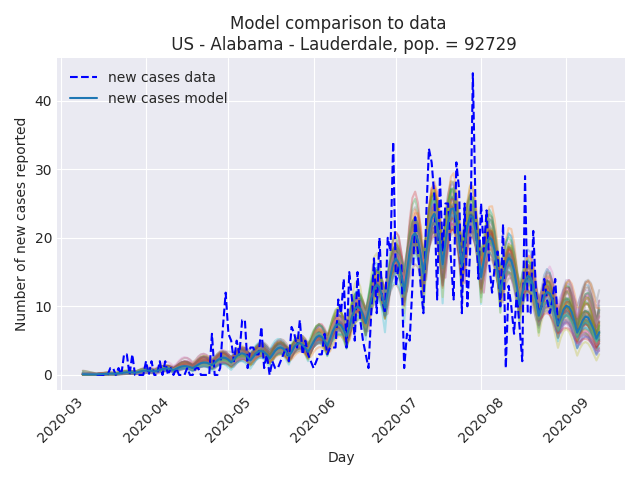 Model comparison to data
US - Alabama - Lauderdale, pop. = 92729
new cases data
new cases model
Number of new cases reported
40
30
20
10
0
2020-03
2020-04
2020-05
2020-06
2020-07
2020-08
2020-09
Day